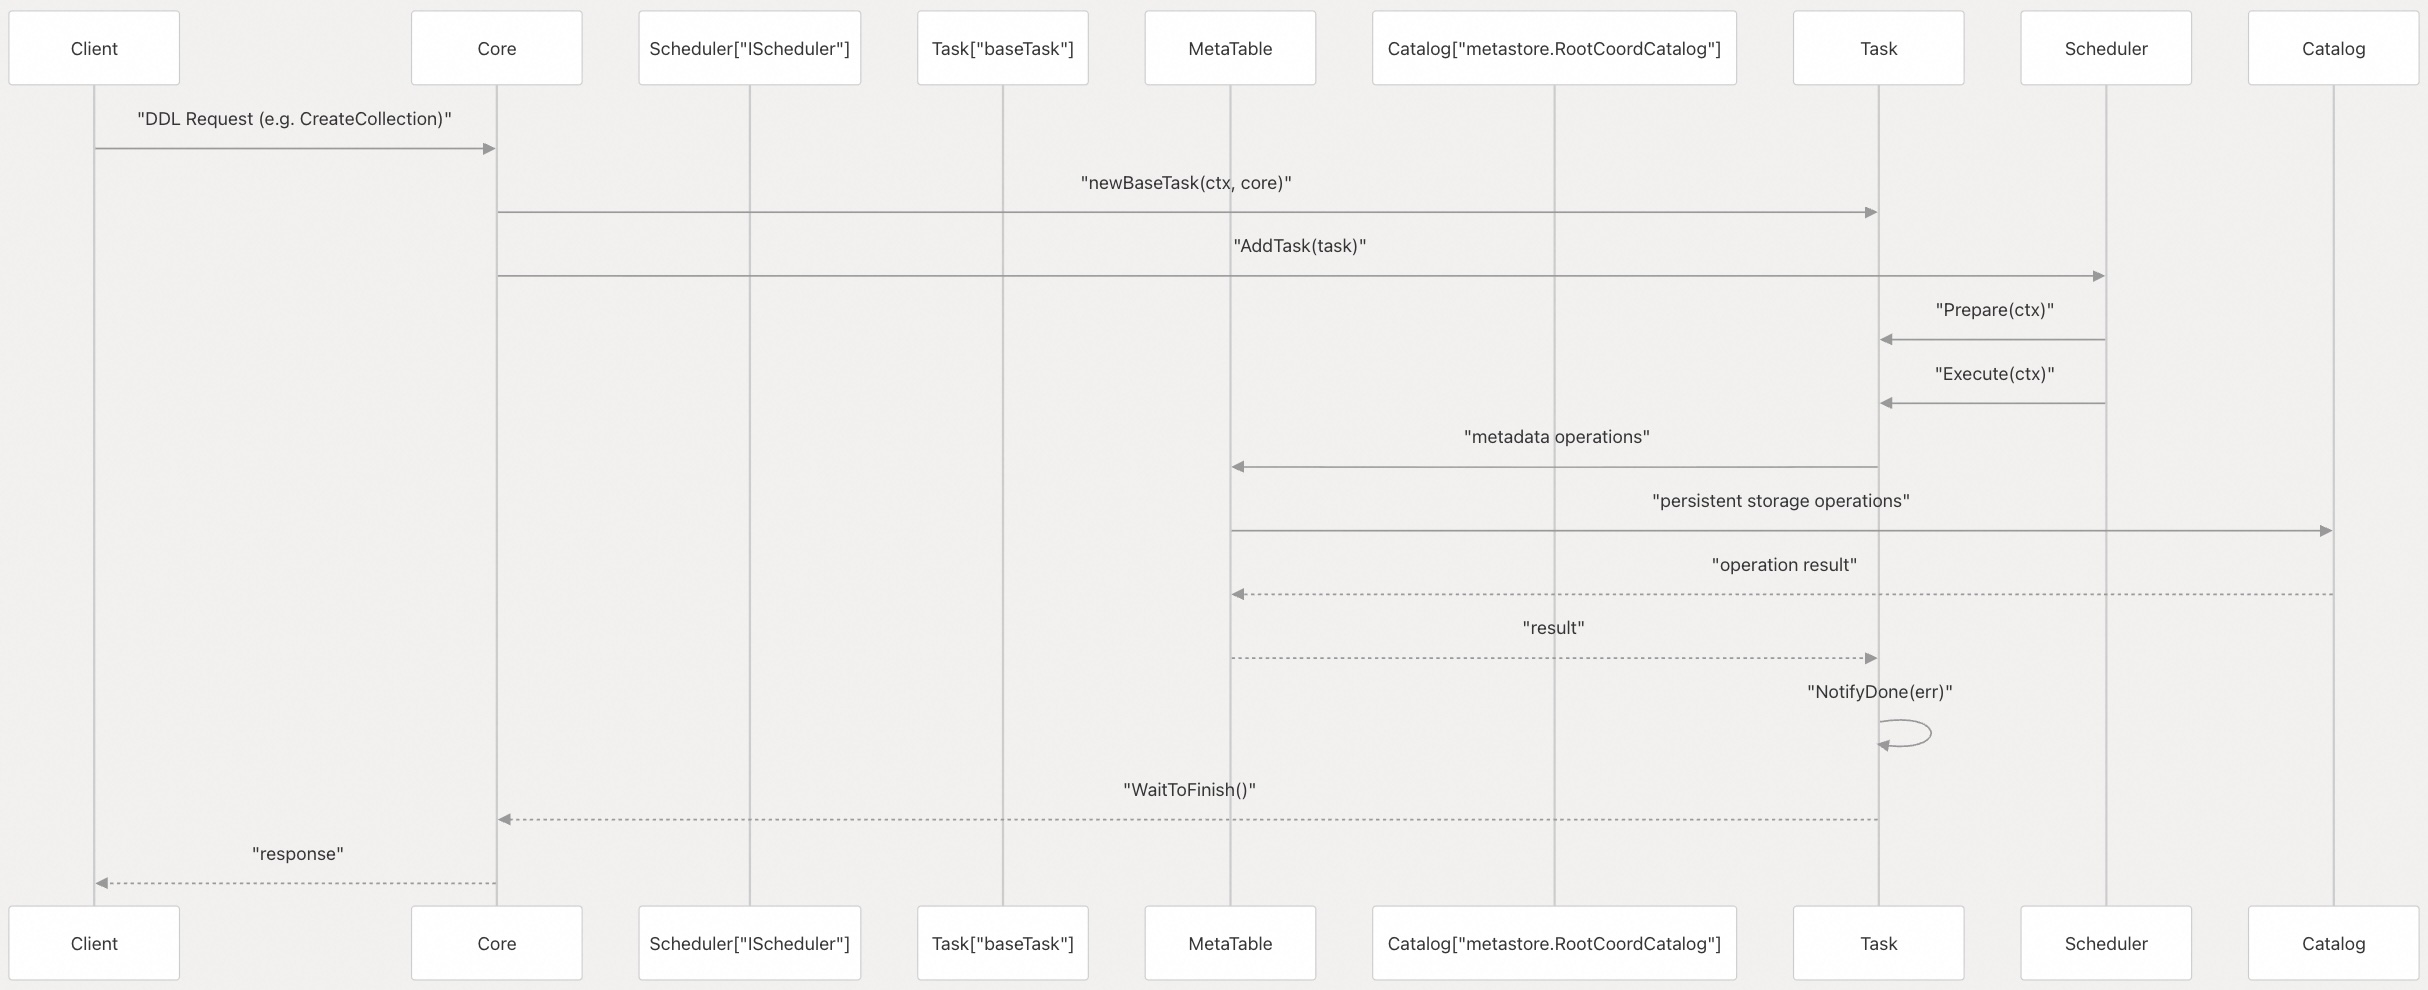 Client
Core
Scheduler["IScheduler"]
Task["baseTask"]
MetaTable
Catalog["metastore.RootCoordCatalog"]
Task
Scheduler
Catalog
"DDL Request (e.g. CreateCollection)"
"newBaseTask(ctx, core)"
"AddTask(task)"
"Prepare(ctx)"
"Execute(ctx)"
"metadata operations"
"persistent storage operations"
"operation result"
"result"
"NotifyDone(err)"
"WaitToFinish()"
"response"
Client
Core
Scheduler["IScheduler"]
Task["baseTask"]
MetaTable
Catalog["metastore.RootCoordCatalog"]
Task
Scheduler
Catalog